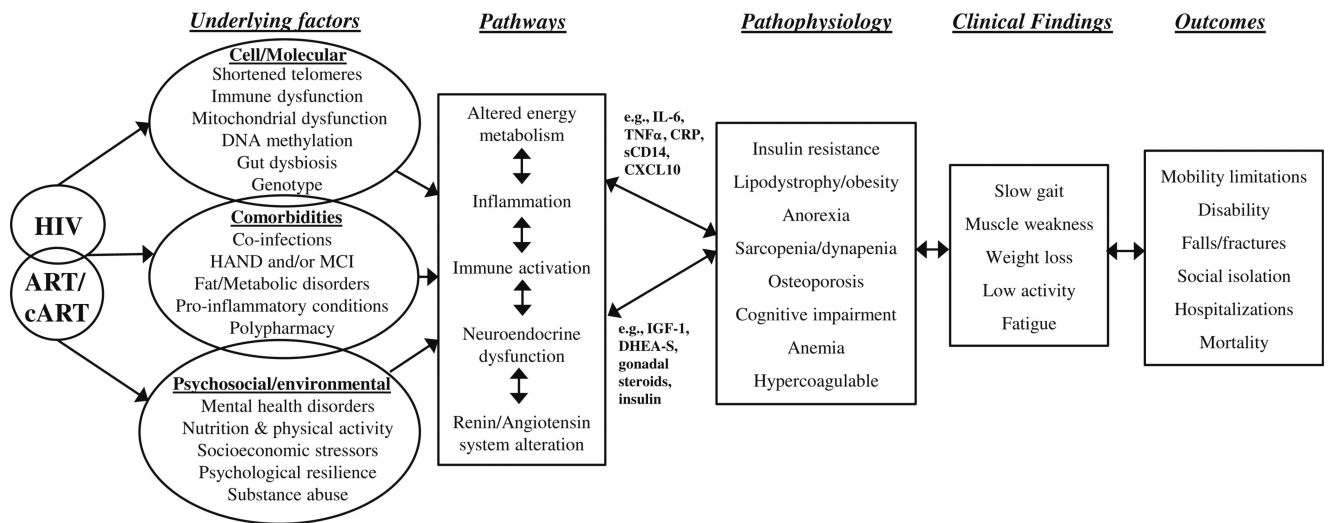 Underlying factors
Pathways
Pathophysiology
Clinical Findings
Outcomes
HIV
ART/
cART
Cell/Molecular
Shortened telomeres
Immune dysfunction
Mitochondrial dysfunction
DNA methylation
Gut dysbiosis
Genotype
Comorbidities
Co-infections
HAND and/or MCI
Fat/Metabolic disorders
Pro-inflammatory conditions
Polypharmacy
Psychosocial/environmental
Mental health disorders
Nutrition & physical activity
Socioeconomic stressors
Psychological resilience
Substance abuse
Altered energy
metabolism
Inflammation
Immune activation
Neuroendocrine
dysfunction
Renin/Angiotensin
system alteration
e.g., IL-6,
TNFα, CRP,
sCD14,
CXCL10
e.g., IGF-1,
DHEA-S,
gonadal
steroids,
insulin
Insulin resistance
Lipodystrophy/obesity
Anorexia
Sarcopenia/dynapenia
Osteoporosis
Cognitive impairment
Anemia
Hypercoagulable
Slow gait
Muscle weakness
Weight loss
Low activity
Fatigue
Mobility limitations
Disability
Falls/fractures
Social isolation
Hospitalizations
Mortality